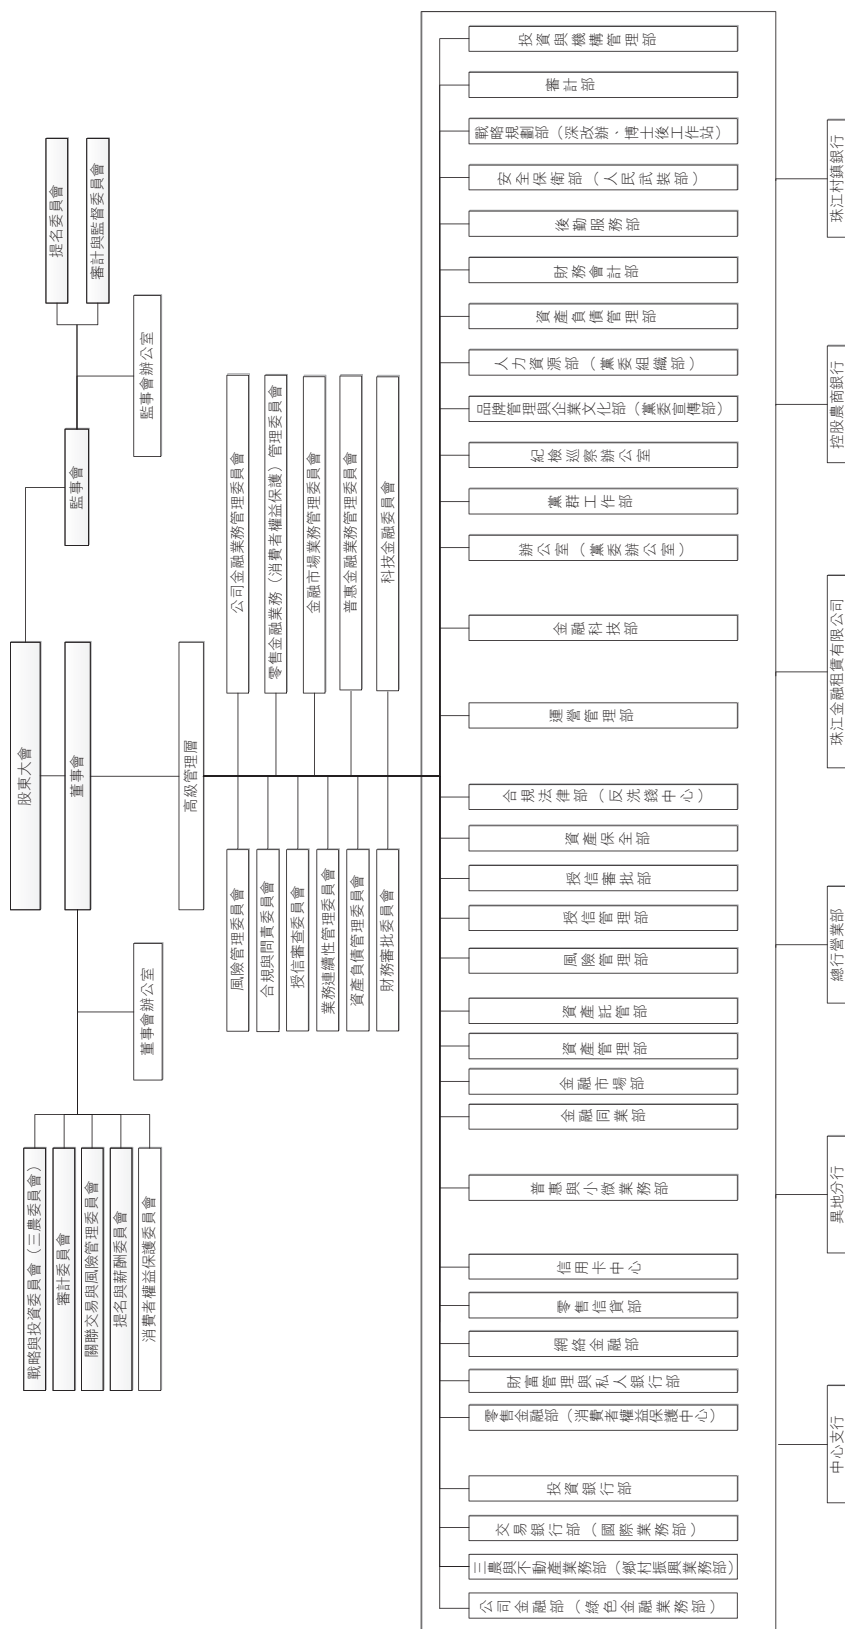 股東大會
監事會
提名委員會
審計與監督委員會
監事會辦公室
董事會
董事會辦公室
戰略與投資委員會（三農委員會）
審計委員會
關聯交易與風險管理委員會
提名與薪酬委員會
消費者權益保護委員會
高級管理層
風險管理委員會
合規與問責委員會
授信審查委員會
業務連續性管理委員會
資產負債管理委員會
財務審批委員會
公司金融業務管理委員會
零售金融業務（消費者權益保護）管理委員會
金融市場業務管理委員會
普惠金融業務管理委員會
科技金融委員會
公司金融部（綠色金融業務部）
三農與不動產業務部（鄉村振興業務部）
交易銀行部（國際業務部）
投資銀行部
零售金融部（消費者權益保護中心）
財富管理與私人銀行部
網絡金融部
零售信貸部
信用卡中心
普惠與小微業務部
金融同業部
金融市場部
資產管理部
資產託管部
風險管理部
授信管理部
授信審批部
資產保全部
合規法律部（反洗錢中心）
運營管理部
金融科技部
辦公室（黨委辦公室）
黨群工作部
紀檢巡察辦公室
品牌管理與企業文化部（黨委宣傳部）
人力資源部（黨委組織部）
資產負債管理部
財務會計部
後勤服務部
安全保衛部（人民武裝部）
戰略規劃部（深改辦、博士後工作站）
審計部
投資與機構管理部
中心支行
異地分行
總行營業部
珠江金融租賃有限公司
控股農商銀行
珠江村鎮銀行